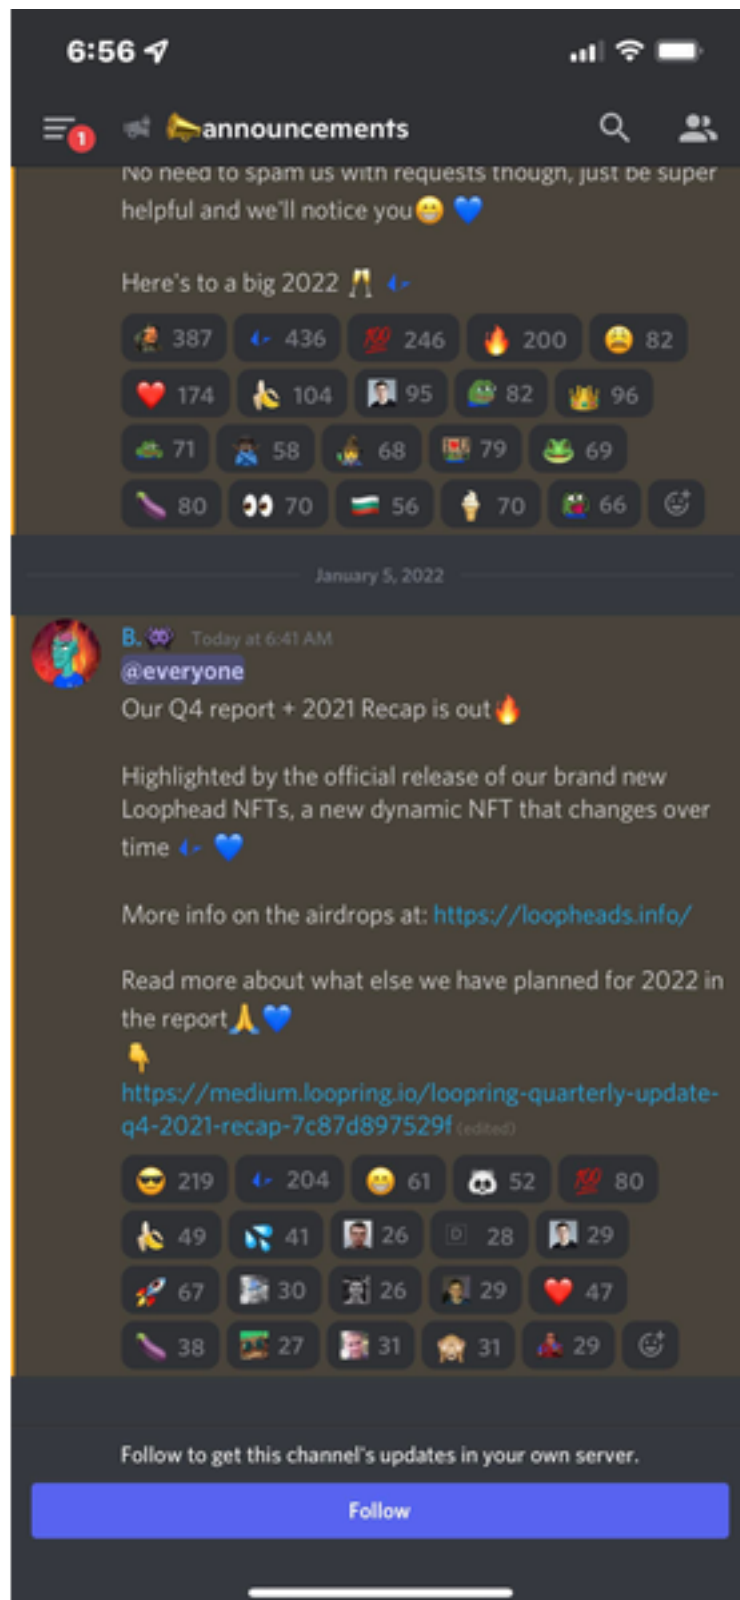 6:56
1
announcements
No need to spam us with requests though, just be super
helpful and we'll notice you😁 💙
Here's to a big 2022 🥂
387 436 💯 246 🔥 200 😩 82
❤️ 174 🍌 104 95 82 👑 96
71 58 68 79 69
🍆 80 👀 70 🇧🇬 56 🍦 70 66
January 5, 2022
B.👾 Today at 6:41 AM
@everyone
Our Q4 report + 2021 Recap is out🔥
Highlighted by the official release of our brand new
Loophead NFTs, a new dynamic NFT that changes over
time 💙
More info on the airdrops at: https://loopheads.info/
Read more about what else we have planned for 2022 in
the report🙏💙
👇
https://medium.loopring.io/loopring-quarterly-update-
q4-2021-recap-7c87d897529f (edited)
😎 219 204 😁 61 🐼 52 💯 80
🍌 49 💦 41 26 D 28 29
🚀 67 30 26 29 ❤️ 47
🍆 38 27 31 🙈 31 29
Follow to get this channel's updates in your own server.
Follow